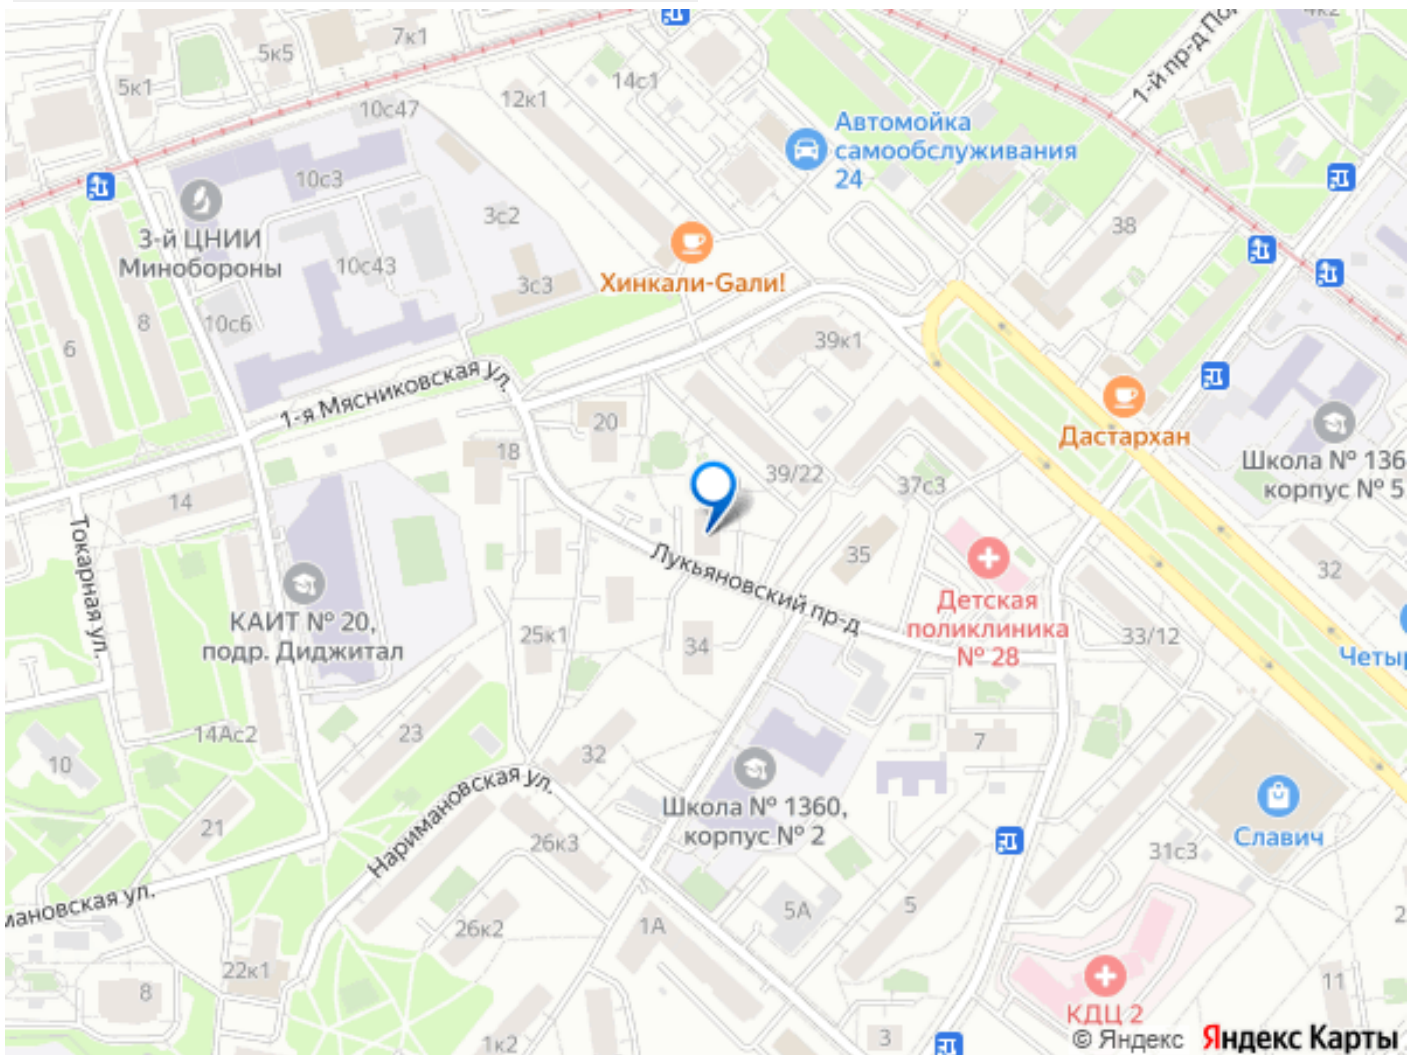 7к1
4к2
5к5
5к1
14с1
12к1
10с47
1-й пр-д
Автомойка
самообслуживания
24
10с3
3-й ЦНИИ
Минобороны
3с2
38
10с43
3с3
Хинкали-Gали!
10с6
8
6
39к1
1-я Мясниковская ул.
20
Дастархан
18
39/22
37с3
Школа № 136
корпус № 5
14
Токарная ул.
35
Лукьяновский пр-д
32
КАИТ № 20,
подр. Диджитал
Детская
поликлиника
№ 28
25к1
34
33/12
Четыр
14Ас2
23
10
32
7
Наримановская ул.
Школа № 1360,
корпус № 2
Славич
21
26к3
31с3
мановская ул.
5А
5
26к2
1А
2
22к1
8
11
КДЦ 2
1к2
3
© Яндекс
Яндекс Карты